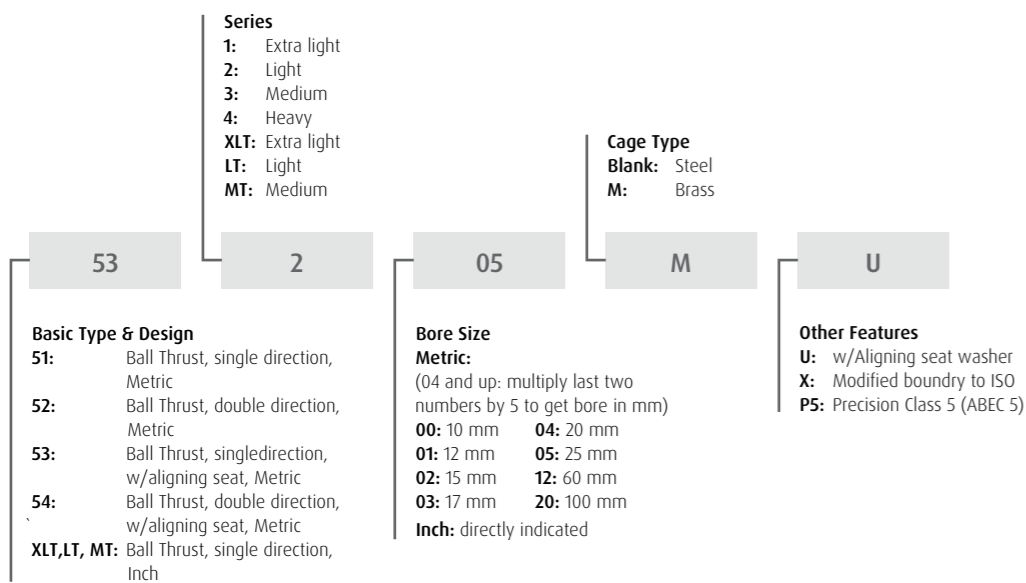 Series
1: Extra light
2: Light
3: Medium
4: Heavy
XLT: Extra light
LT: Light
MT: Medium
Cage Type
Blank: Steel
M: Brass
53 2 05 M U
Basic Type & Design
51: Ball Thrust, single direction,
Metric
52: Ball Thrust, double direction,
Metric
53: Ball Thrust, singledirection,
w/aligning seat, Metric
54: Ball Thrust, double direction,
` w/aligning seat, Metric
XLT,LT, MT: Ball Thrust, single direction,
Inch
Bore Size
Metric:
(04 and up: multiply last two
numbers by 5 to get bore in mm)
00: 10 mm 04: 20 mm
01: 12 mm 05: 25 mm
02: 15 mm 12: 60 mm
03: 17 mm 20: 100 mm
Inch: directly indicated
Other Features
U: w/Aligning seat washer
X: Modified boundry to ISO
P5: Precision Class 5 (ABEC 5)